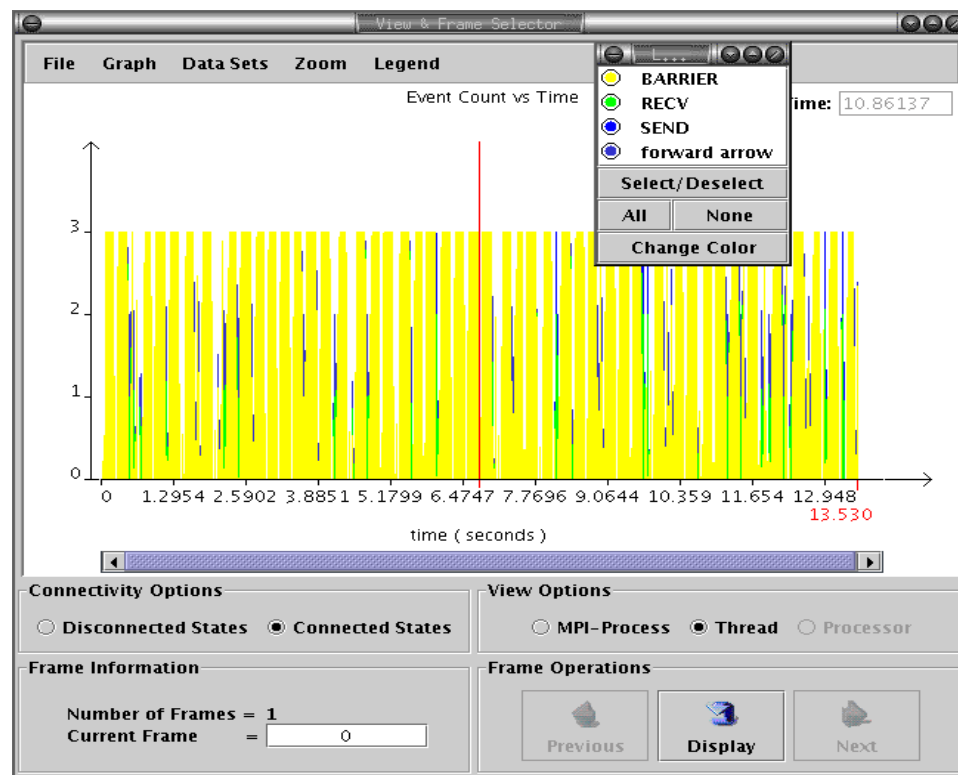 View & Frame Selector
File Graph Data Sets Zoom Legend
L...
Event Count vs Time
ime: 10.86137
BARRIER
RECV
SEND
forward arrow
Select/Deselect
All None
Change Color
3
2
1
0
0 1.2954 2.5902 3.8851 5.1799 6.4747 7.7696 9.0644 10.359 11.654 12.948
13.530
time ( seconds )
Connectivity Options
Disconnected States Connected States
View Options
MPI-Process Thread Processor
Frame Information
Number of Frames = 1
Current Frame = 0
Frame Operations
Previous Display Next